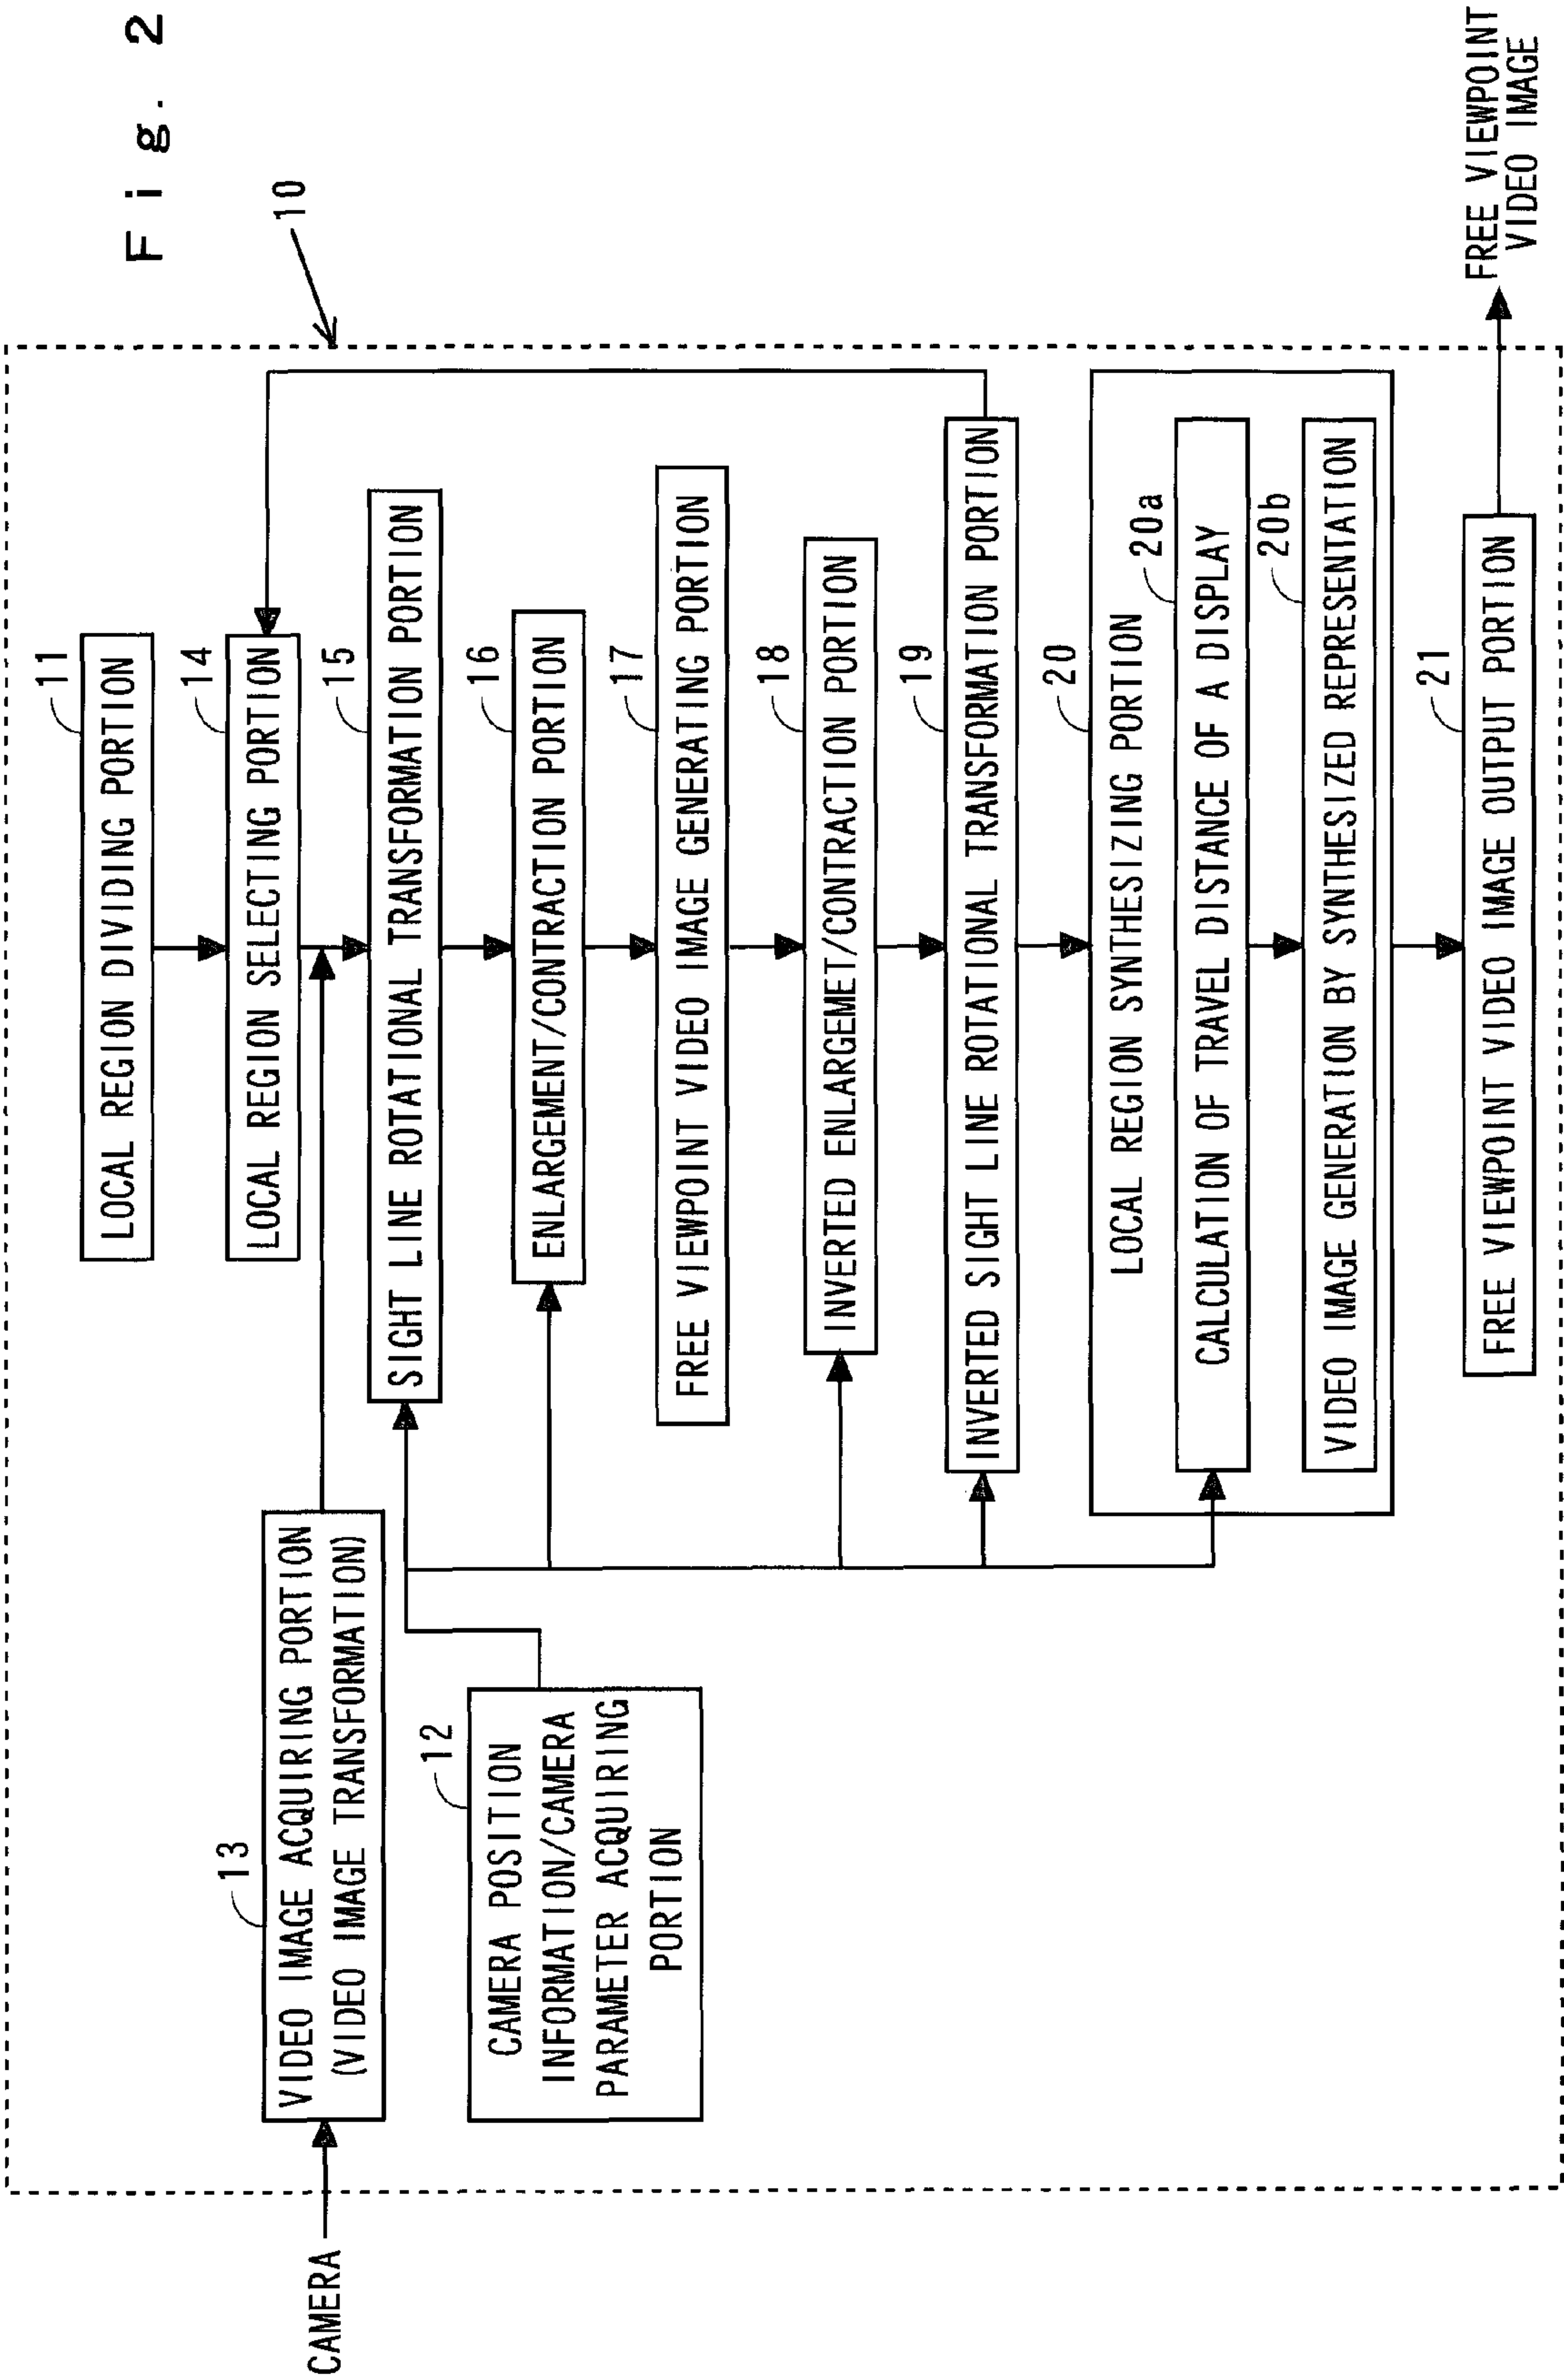 Fig. 2
10
11
LOCAL REGION DIVIDING PORTION
14
LOCAL REGION SELECTING PORTION
CAMERA
13
VIDEO IMAGE ACQUIRING PORTION
(VIDEO IMAGE TRANSFORMATION)
15
SIGHT LINE ROTATIONAL TRANSFORMATION PORTION
12
CAMERA POSITION
INFORMATION/CAMERA
PARAMETER ACQUIRING
PORTION
16
ENLARGEMENT/CONTRACTION PORTION
17
FREE VIEWPOINT VIDEO IMAGE GENERATING PORTION
18
INVERTED ENLARGMET/CONTRACTION PORTION
19
INVERTED SIGHT LINE ROTATIONAL TRANSFORMATION PORTION
20
LOCAL REGION SYNTHESIZING PORTION
20a
CALCULATION OF TRAVEL DISTANCE OF A DISPLAY
20b
VIDEO IMAGE GENERATION BY SYNTHESIZED REPRESENTATION
21
FREE VIEWPOINT VIDEO IMAGE OUTPUT PORTION
FREE VIEWPOINT
VIDEO IMAGE